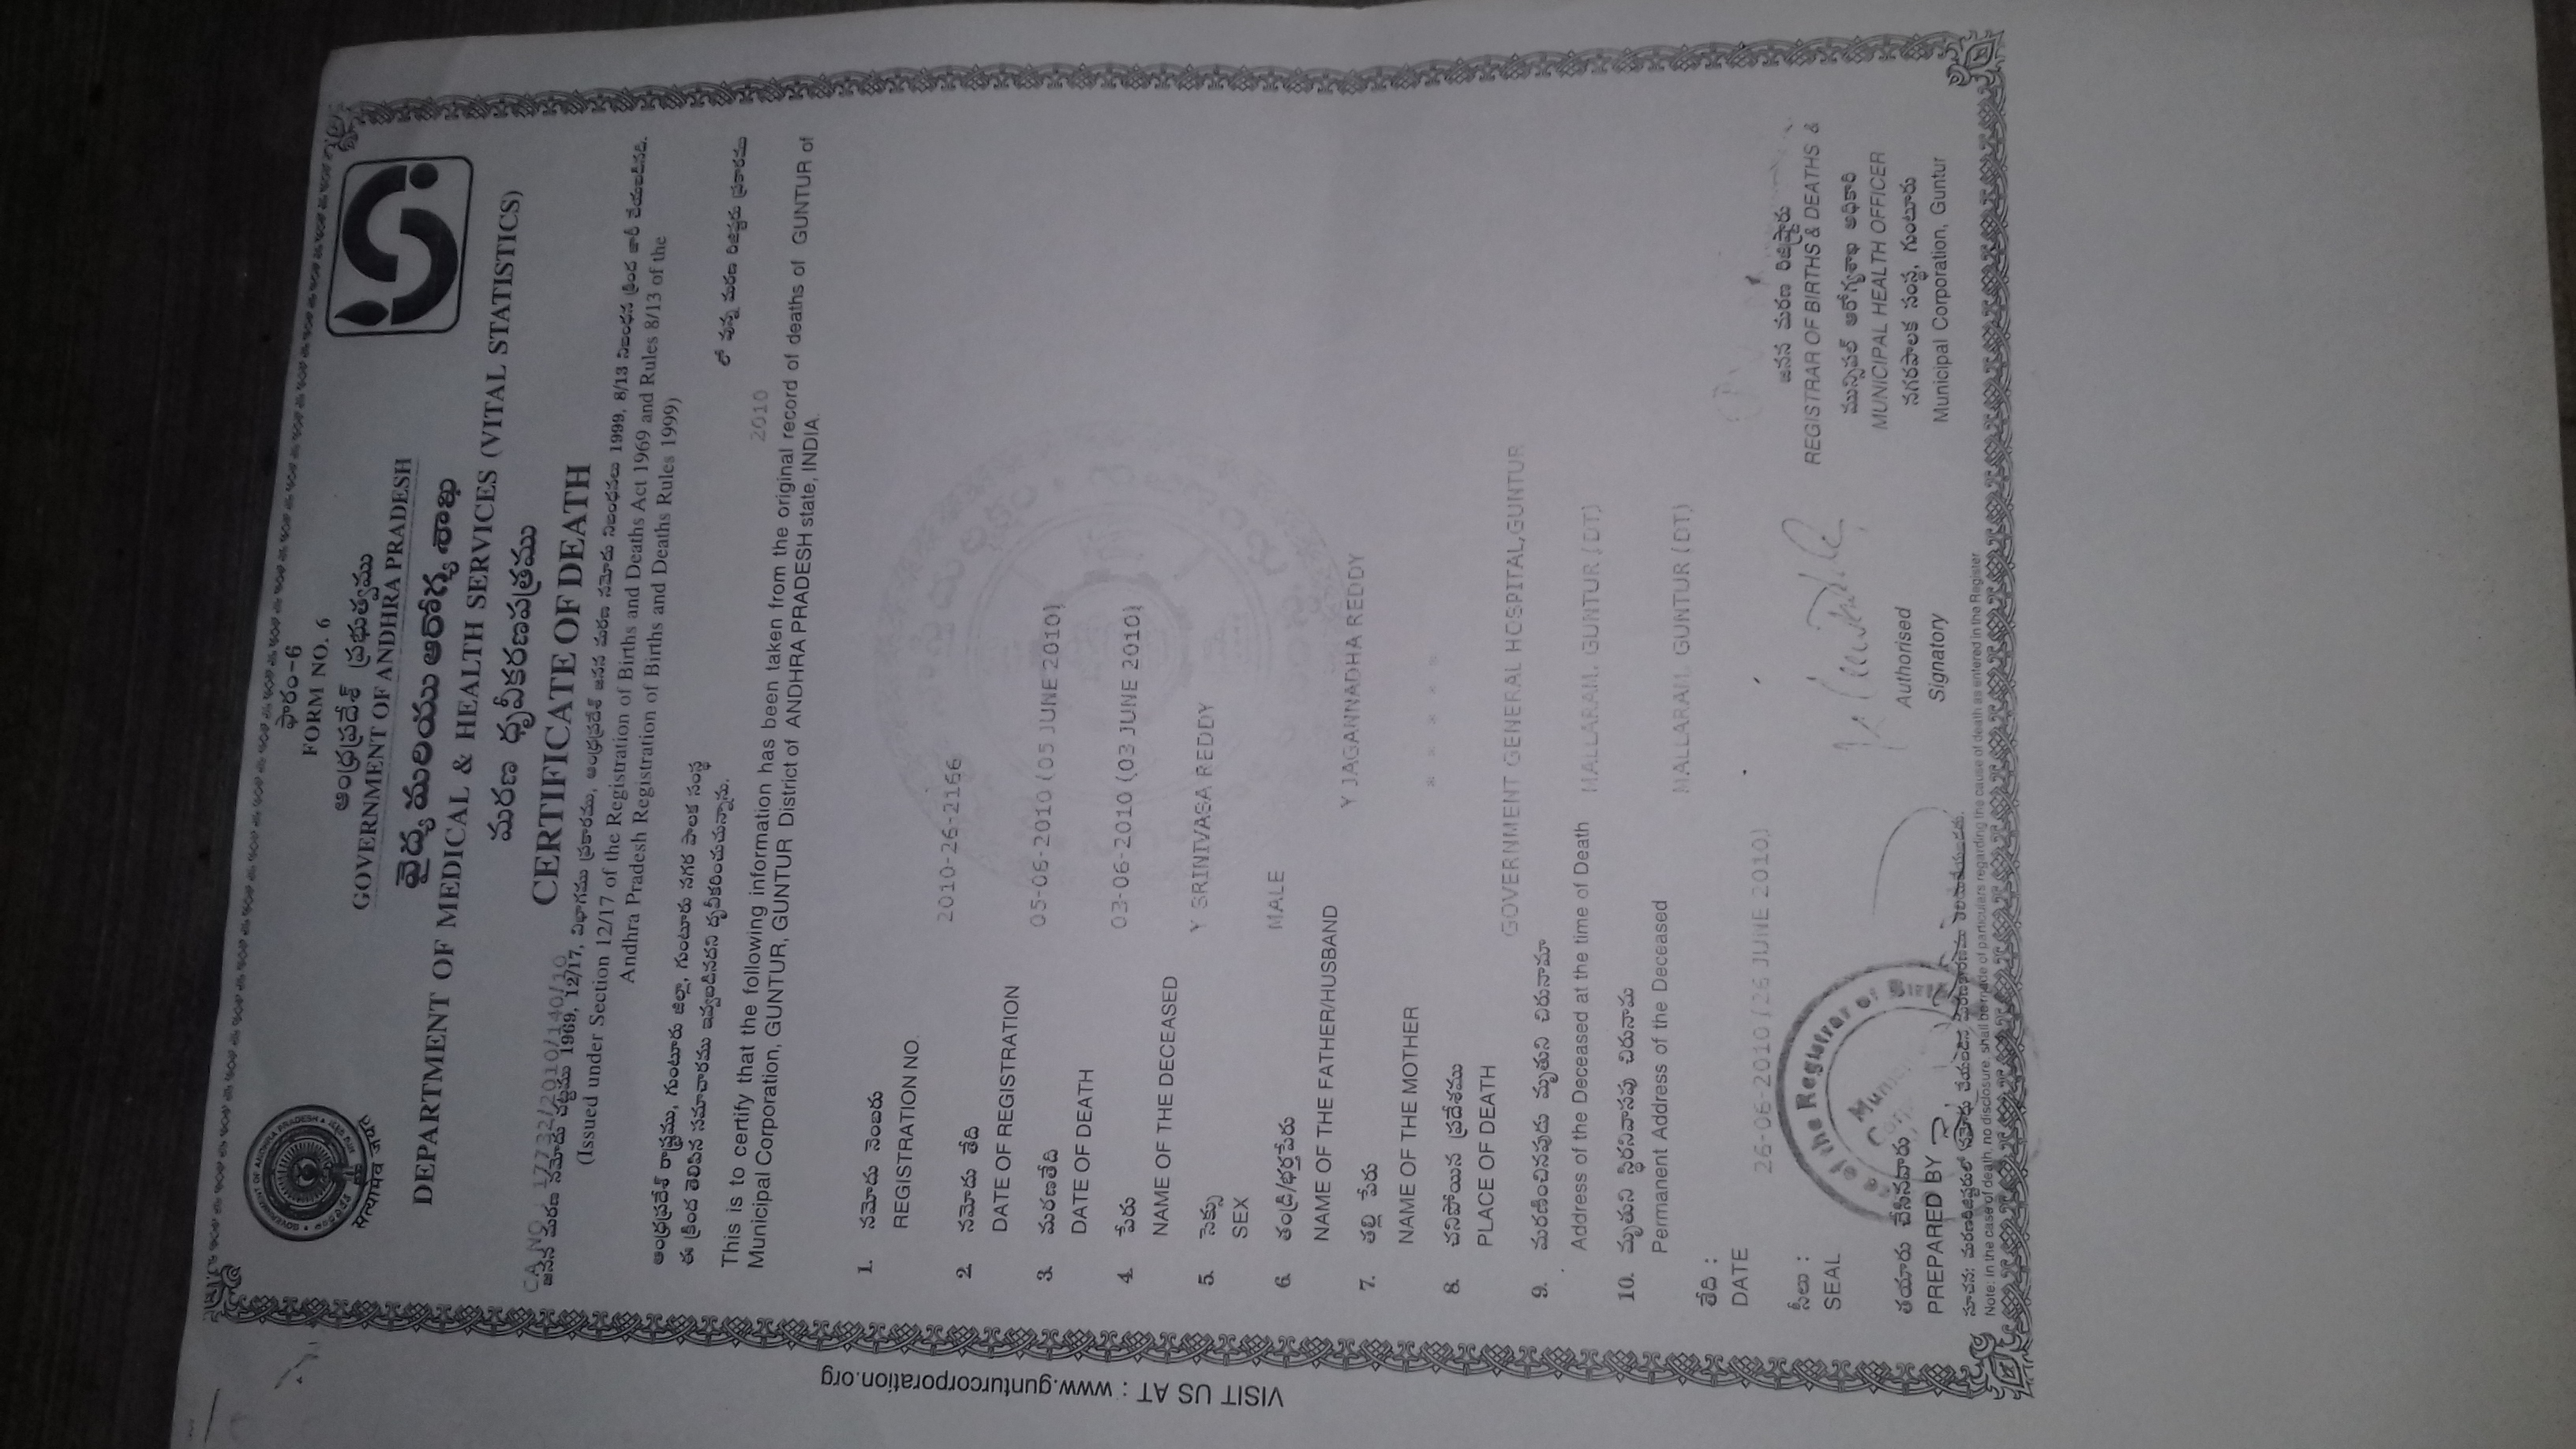 GOVERNMENT OF ANDHRA PRADESH
सत्यमेव जयते
ఫారం-6
FORM NO. 6
ఆంధ్రప్రదేశ్ ప్రభుత్వము
GOVERNMENT OF ANDHRA PRADESH
వైద్య మరియు ఆరోగ్య శాఖ
DEPARTMENT OF MEDICAL & HEALTH SERVICES (VITAL STATISTICS)
మరణ ధృవీకరణపత్రము
CERTIFICATE OF DEATH
CA.NO : 17732/2010/140/10
జనన మరణ నమోదు చట్టము 1969, 12/17, విభాగము ప్రకారము, ఆంధ్రప్రదేశ్ జనన మరణ నమోదు నిబంధనలు 1999, 8/13 నిబంధన క్రింద జారీ చేయబడినది.
(Issued under Section 12/17 of the Registration of Births and Deaths Act 1969 and Rules 8/13 of the
Andhra Pradesh Registration of Births and Deaths Rules 1999)
ఆంధ్రప్రదేశ్ రాష్ట్రము, గుంటూరు జిల్లా, గుంటూరు నగర పాలక సంస్థ లో వున్న మరణ రిజిష్టరు ప్రకారము
ఈ క్రింద తెలిపిన సమాచారము ఇవ్వబడినదని దృవీకరించుచున్నాను.
2010
This is to certify that the following information has been taken from the original record of deaths of GUNTUR of
Municipal Corporation, GUNTUR, GUNTUR District of ANDHRA PRADESH state, INDIA.
1. నమోదు నెంబరు
REGISTRATION NO.
2010-26-2166
2. నమోదు తేది
DATE OF REGISTRATION
05-06-2010 (05 JUNE 2010)
3. మరణతేది
DATE OF DEATH
03-06-2010 (03 JUNE 2010)
4. పేరు
NAME OF THE DECEASED
Y SRINIVASA REDDY
5. సెక్సు
SEX
MALE
6. తండ్రి/భర్తపేరు
NAME OF THE FATHER/HUSBAND
Y JAGANNADHA REDDY
7. తల్లి పేరు
NAME OF THE MOTHER
* * * * *
8. చనిపోయిన ప్రదేశము
PLACE OF DEATH
GOVERNMENT GENERAL HOSPITAL,GUNTUR
9. మరణించినపుడు మృతుని చిరునామా
Address of the Deceased at the time of Death MALLARAM, GUNTUR (DT)
10. మృతుని స్థిరనివాసపు చిరునామ
Permanent Address of the Deceased
MALLARAM, GUNTUR (DT)
తేది :
DATE
26-06-2010 (26 JUNE 2010)
సీలు :
SEAL
of the Registrar of Birth
జనన మరణ రిజిష్ట్రారు
REGISTRAR OF BIRTHS & DEATHS &
మున్సిపల్ ఆరోగ్యశాఖ అధికారి
MUNICIPAL HEALTH OFFICER
నగరపాలక సంస్థ, గుంటూరు
Municipal Corporation, Guntur
Authorised
Signatory
తయారు చేసినవారు
PREPARED BY
సూచన: మరణరిజిష్టరులో నమోదు చేయబడిన మరణకారణము తెలియచేయబడదు.
Note: In the case of death, no disclosure, shall be made of particulars regarding the cause of death as entered in the Register
VISIT US AT : www.gunturcorporation.org